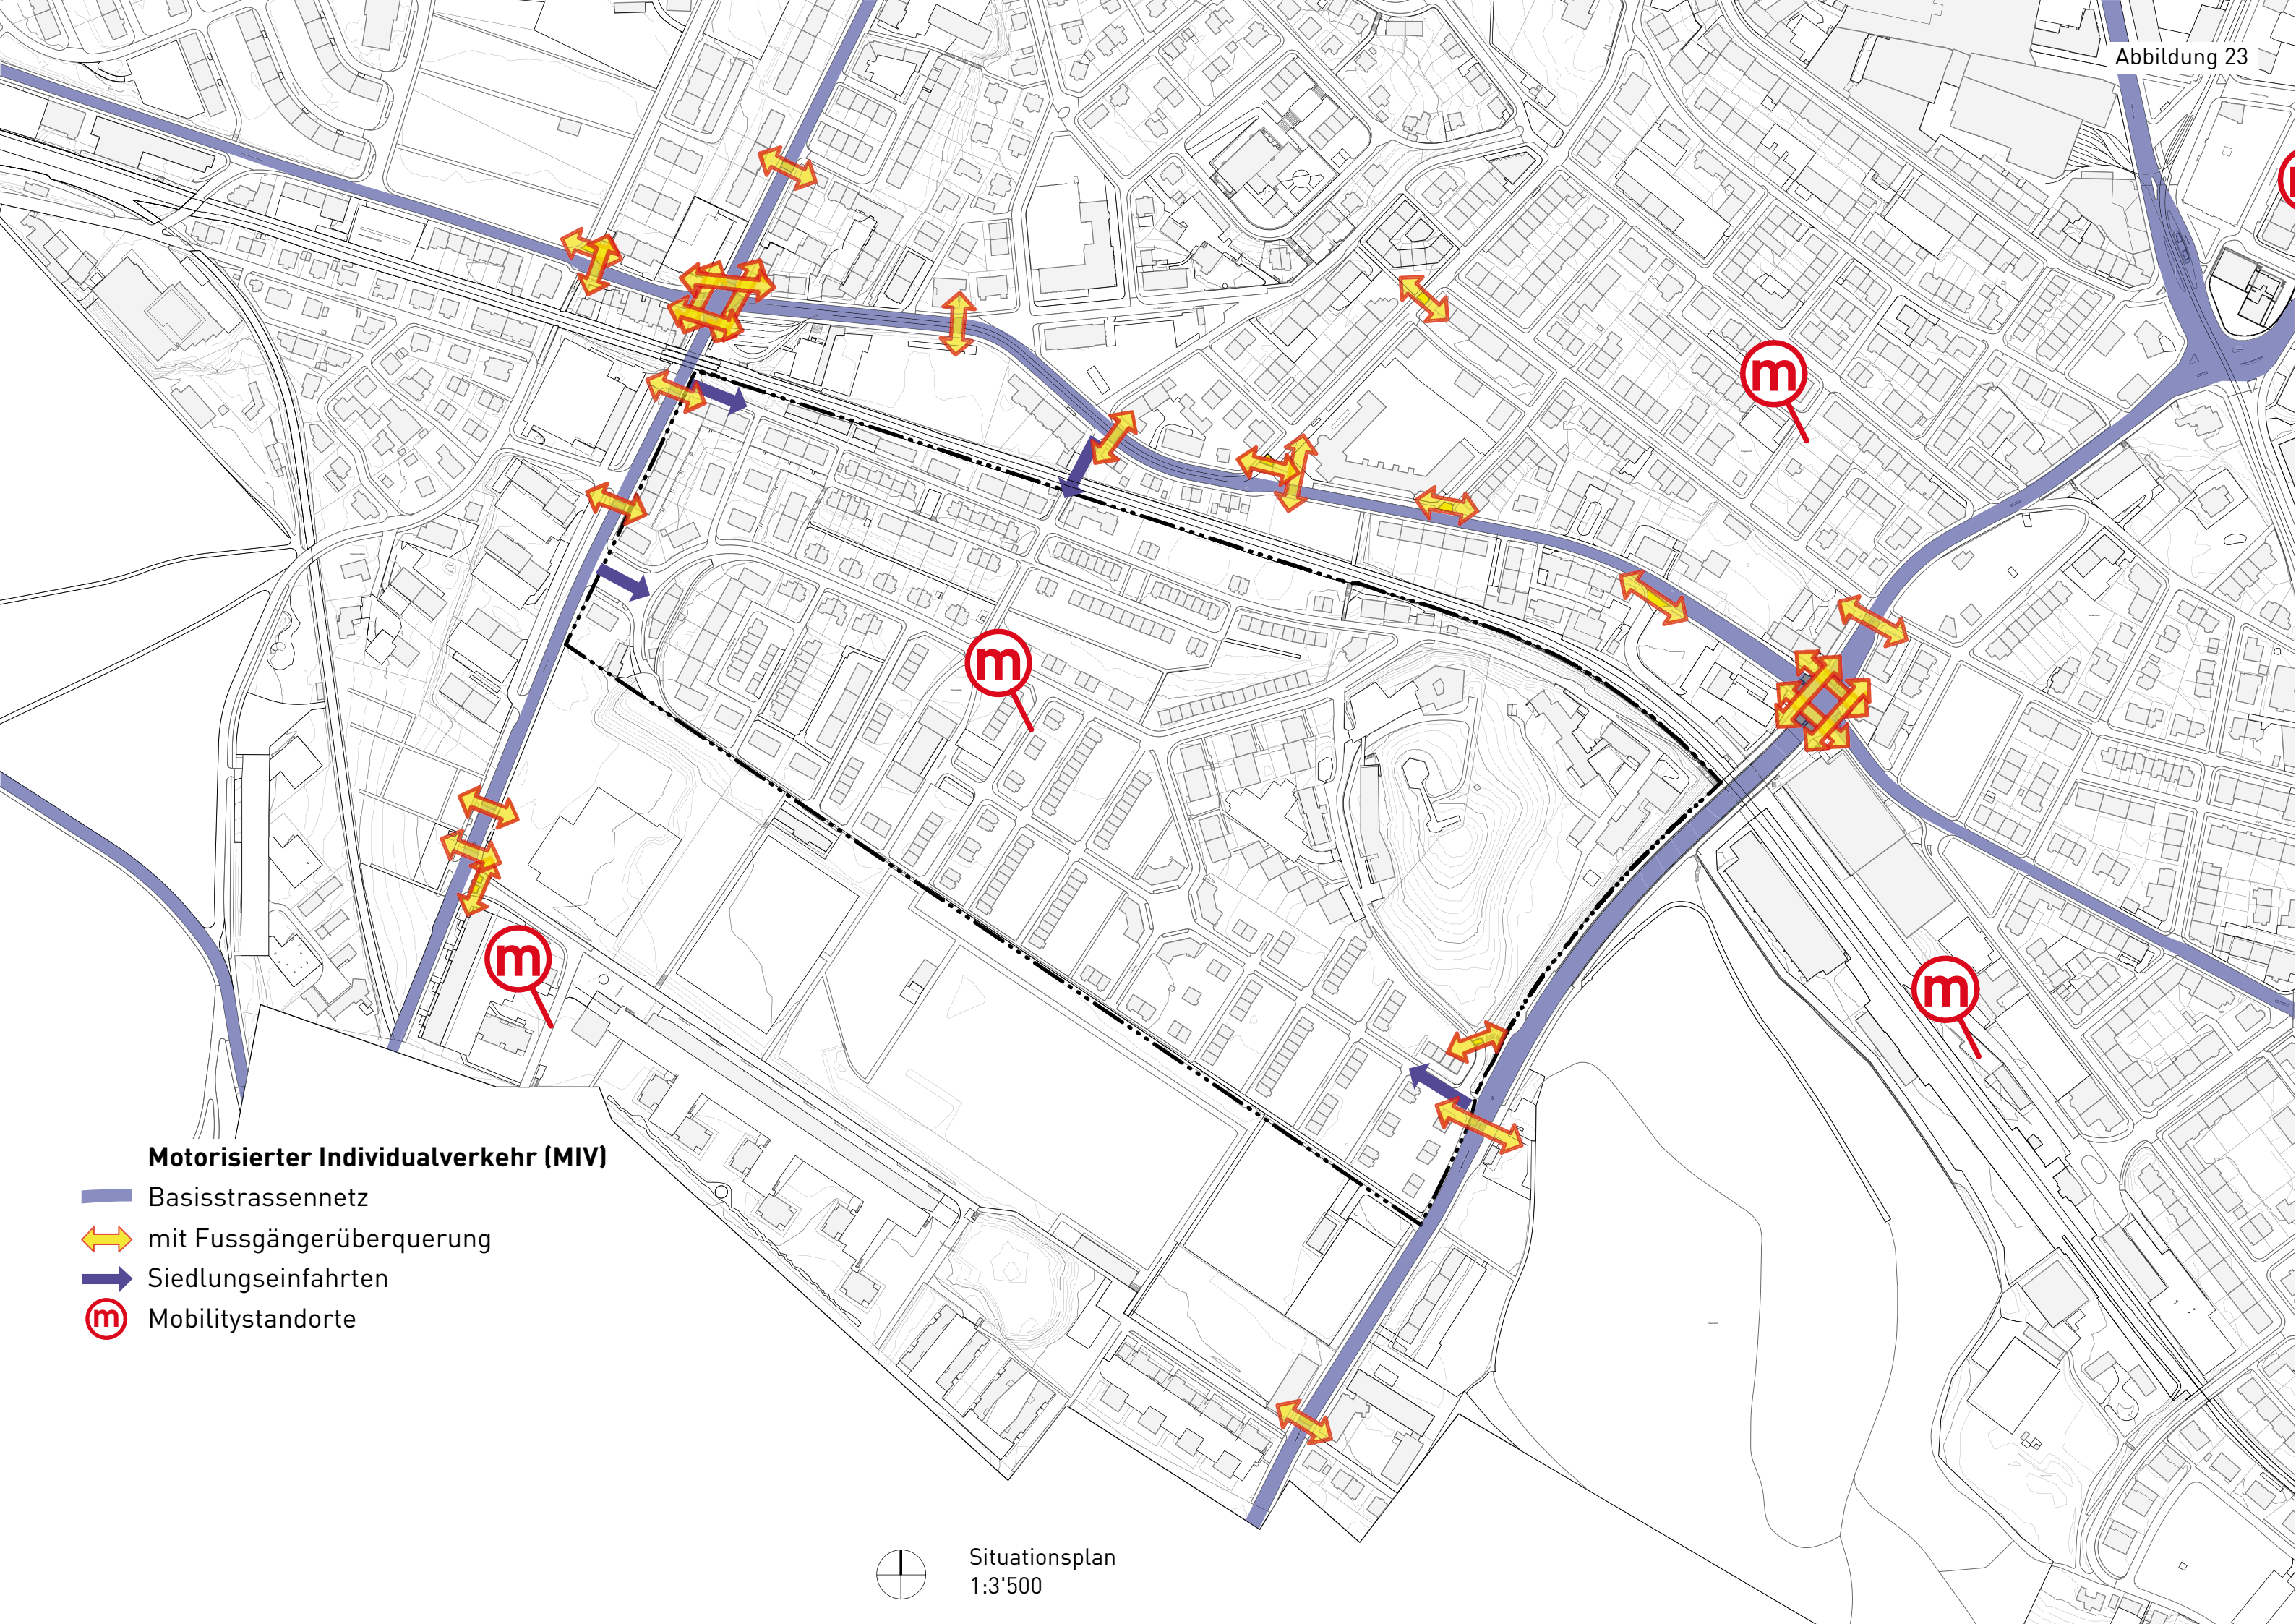 Abbildung 23
m
m
m
m
Motorisierter Individualverkehr (MIV)
Basisstrassennetz
mit Fussgängerüberquerung
Siedlungseinfahrten
m Mobilitystandorte
Situationsplan
1:3'500